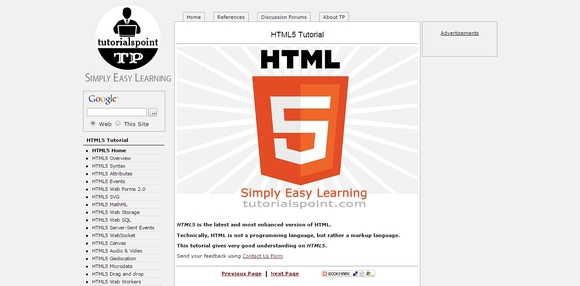 tutorialspoint
TP
SIMPLY EASY LEARNING
Google
Web This Site
HTML5 Tutorial
HTML5 Home
HTML5 Overview
HTML5 Syntax
HTML5 Attributes
HTML5 Events
HTML5 Web Forms 2.0
HTML5 SVG
HTML5 MathML
HTML5 Web Storage
HTML5 Web SQL
HTML5 Server-Sent Events
HTML5 WebSocket
HTML5 Canvas
HTML5 Audio & Video
HTML5 Geolocation
HTML5 Microdata
HTML5 Drag and drop
HTML5 Web Workers
Home References Discussion Forums About TP
HTML5 Tutorial
HTML
5
Simply Easy Learning
tutorialspoint.com
HTML5 is the latest and most enhanced version of HTML.
Technically, HTML is not a programming language, but rather a markup language.
This tutorial gives very good understanding on HTML5.
Send your feedback using Contact Us Form
Previous Page | Next Page
BOOKMARK
Advertisements